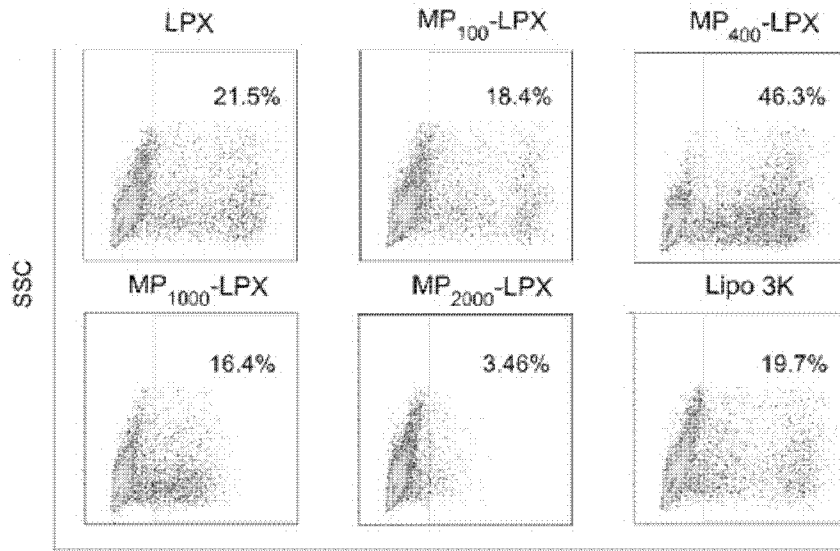 LPX MP100-LPX MP400-LPX
21.5% 18.4% 46.3%
SSC
MP1000-LPX MP2000-LPX Lipo 3K
16.4% 3.46% 19.7%